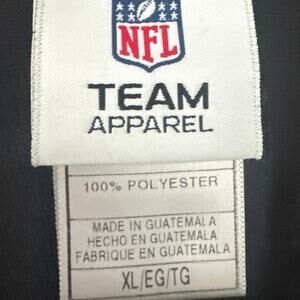 NFL
TEAM
APPAREL
100% POLYESTER
MADE IN GUATEMALA
HECHO EN GUATEMALA
FABRIQUE EN GUATEMALA
XL/EG/TG